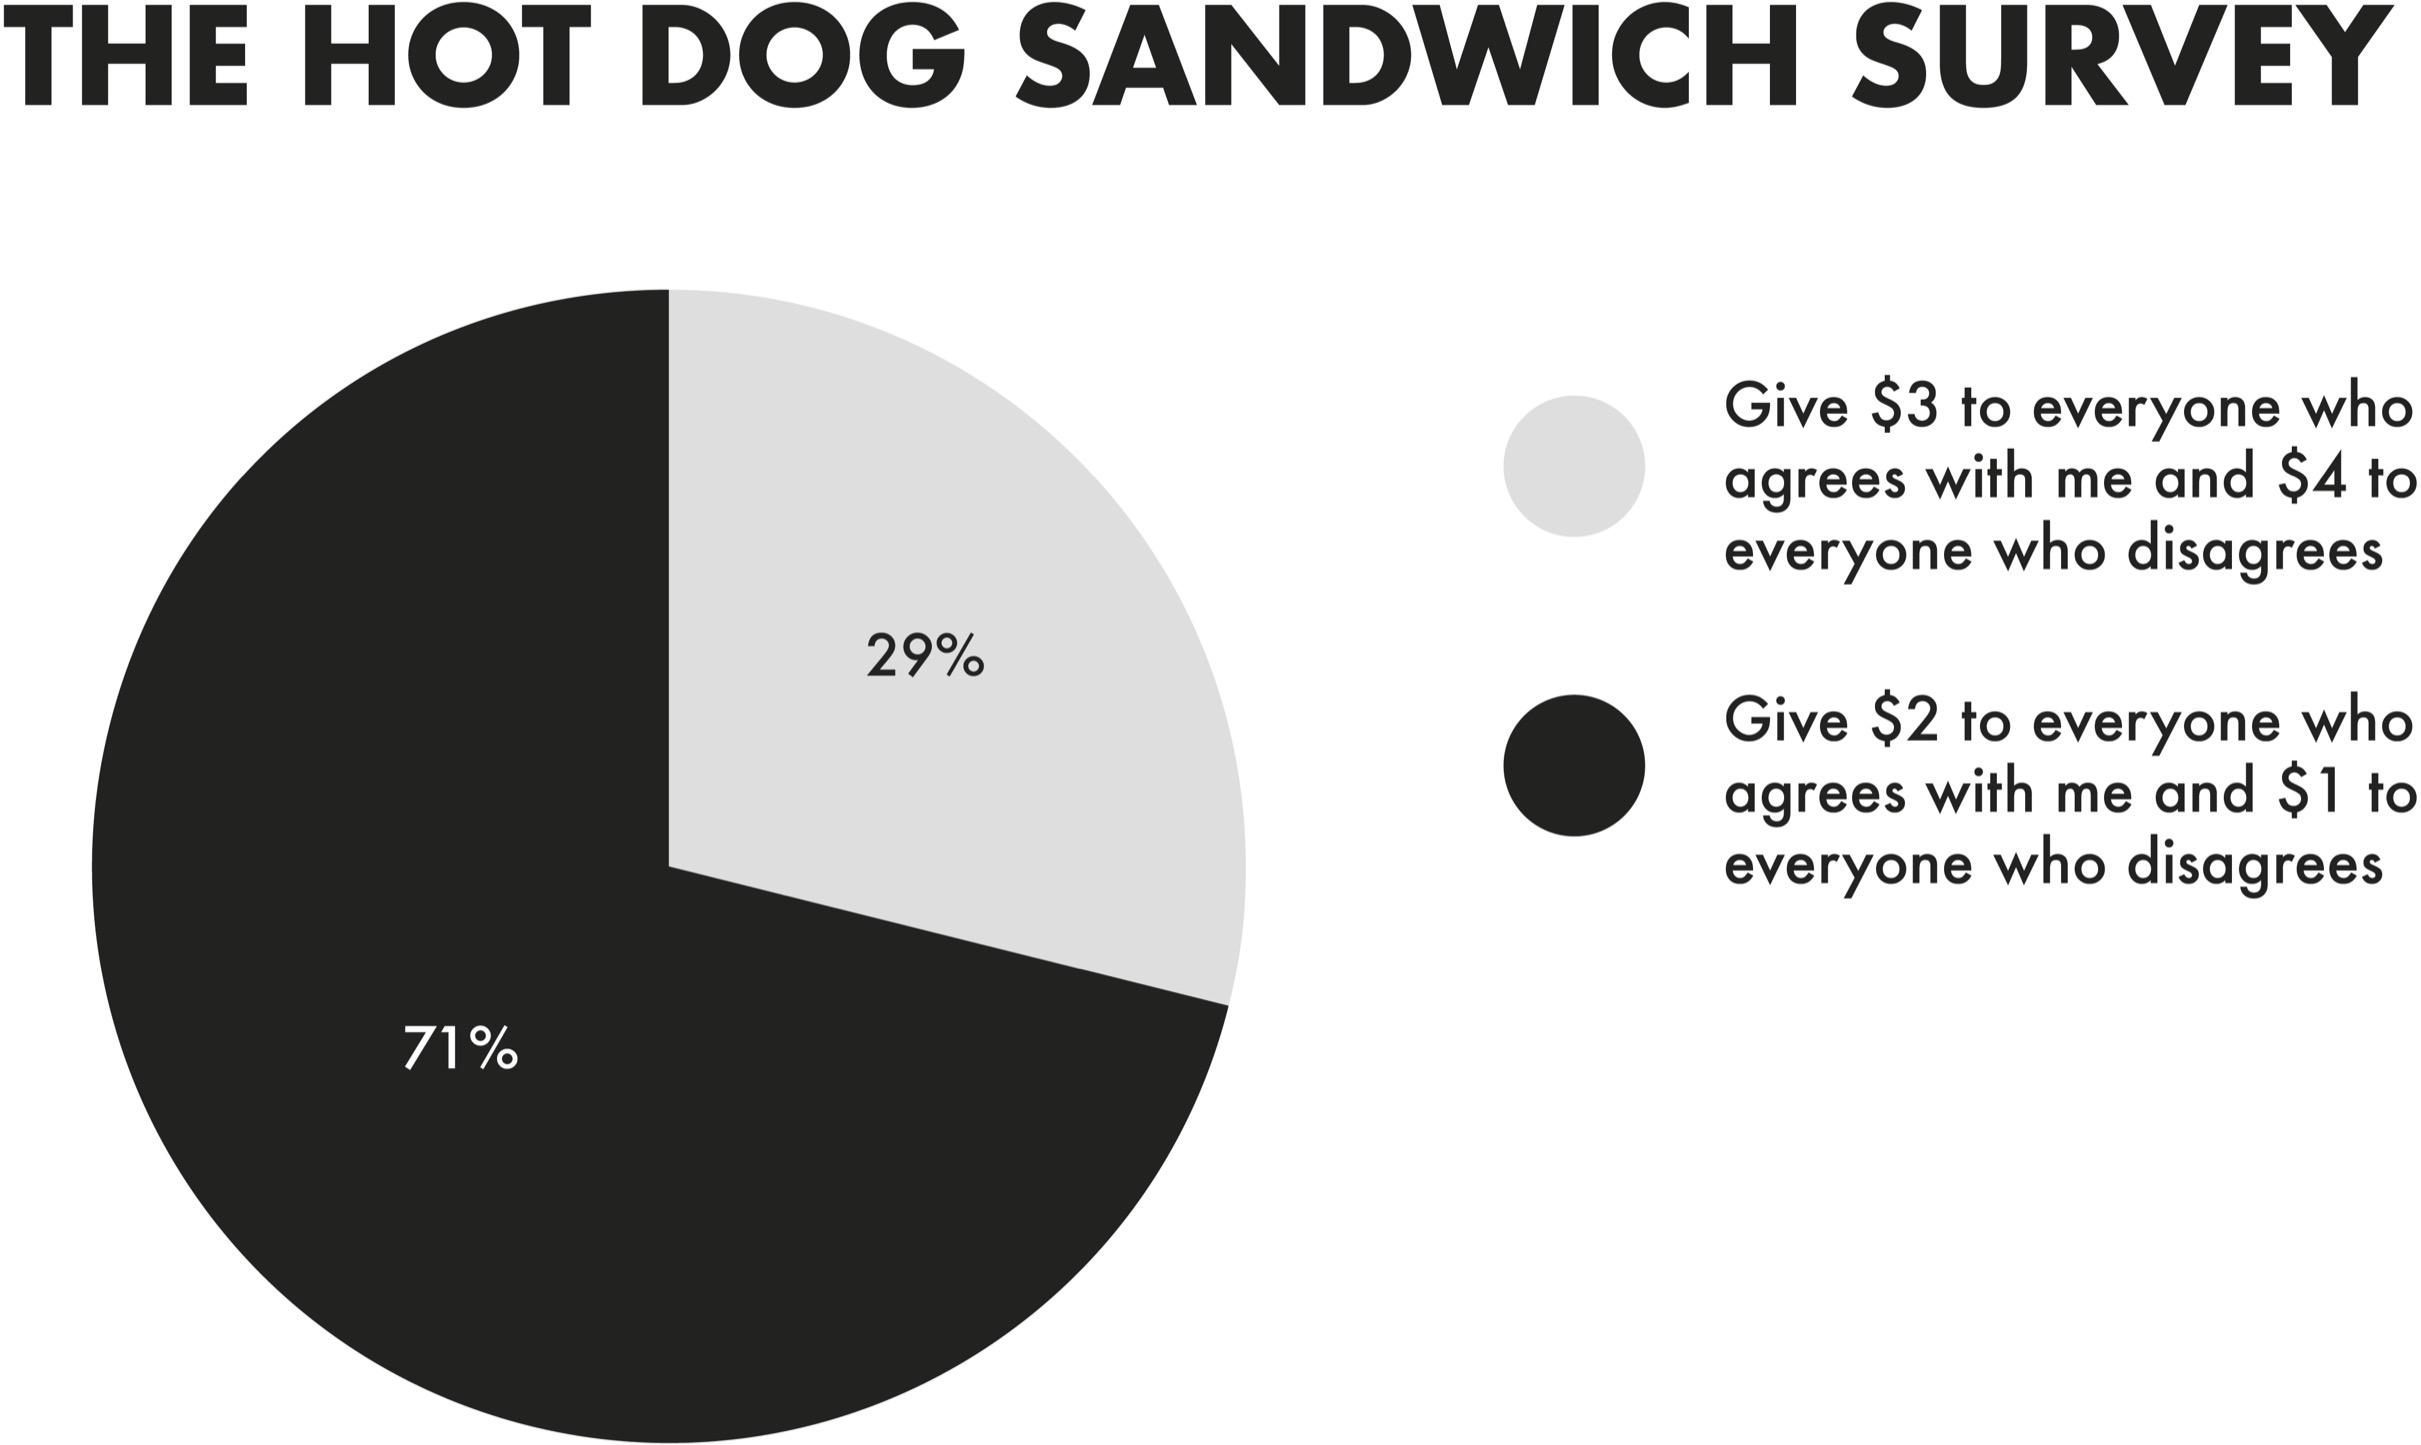 THE HOT DOG SANDWICH SURVEY
29%
71%
Give $3 to everyone who
agrees with me and $4 to
everyone who disagrees
Give $2 to everyone who
agrees with me and $1 to
everyone who disagrees